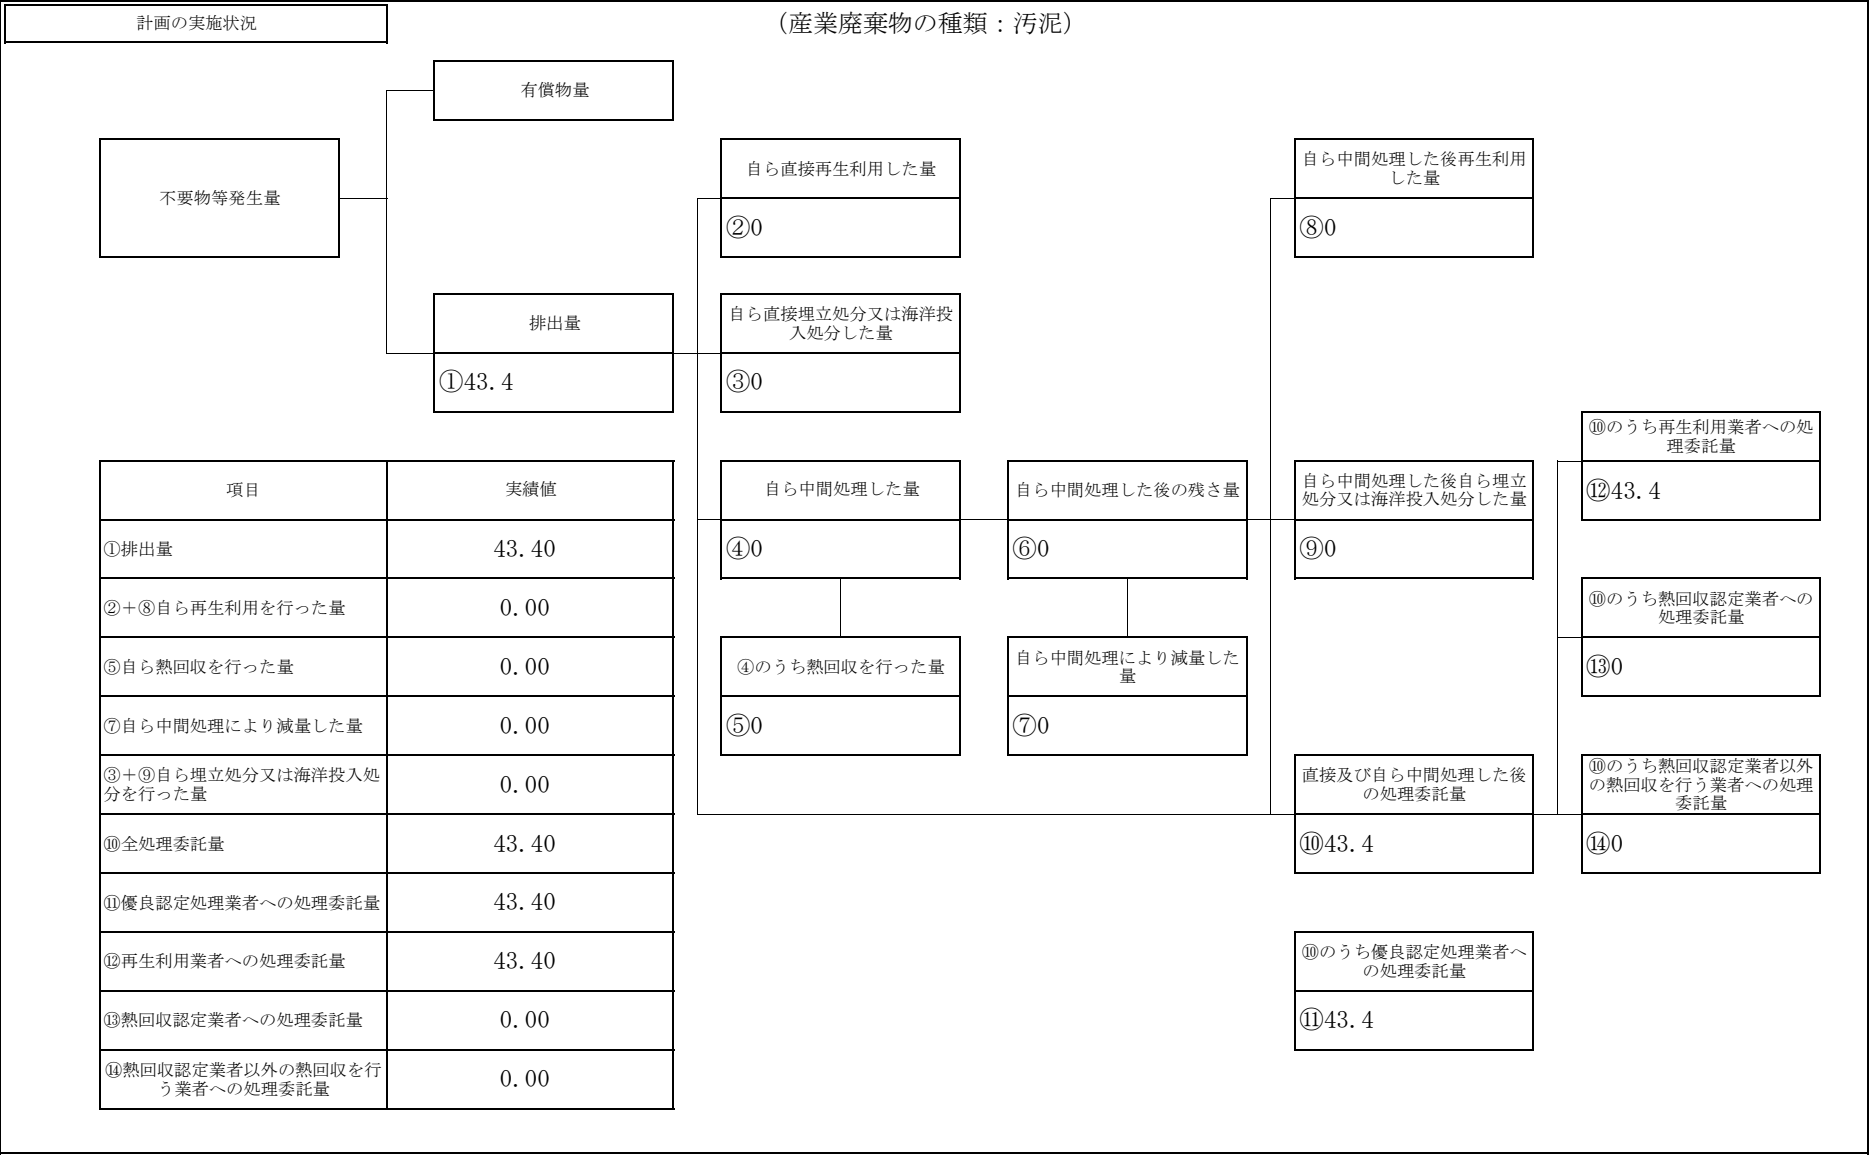 計画の実施状況
（産業廃棄物の種類：汚泥）
有償物量
不要物等発生量
自ら直接再生利用した量
②0
自ら中間処理した後再生利用
した量
⑧0
排出量
①43.4
自ら直接埋立処分又は海洋投
入処分した量
③0
⑩のうち再生利用業者への処
理委託量
⑫43.4
自ら中間処理した量
④0
自ら中間処理した後の残さ量
⑥0
自ら中間処理した後自ら埋立
処分又は海洋投入処分した量
⑨0
⑩のうち熱回収認定業者への
処理委託量
⑬0
④のうち熱回収を行った量
⑤0
自ら中間処理により減量した
量
⑦0
直接及び自ら中間処理した後
の処理委託量
⑩43.4
⑩のうち熱回収認定業者以外
の熱回収を行う業者への処理
委託量
⑭0
⑩のうち優良認定処理業者へ
の処理委託量
⑪43.4
項目 実績値
①排出量 43.40
②＋⑧自ら再生利用を行った量 0.00
⑤自ら熱回収を行った量 0.00
⑦自ら中間処理により減量した量 0.00
③＋⑨自ら埋立処分又は海洋投入処
分を行った量 0.00
⑩全処理委託量 43.40
⑪優良認定処理業者への処理委託量 43.40
⑫再生利用業者への処理委託量 43.40
⑬熱回収認定業者への処理委託量 0.00
⑭熱回収認定業者以外の熱回収を行
う業者への処理委託量 0.00